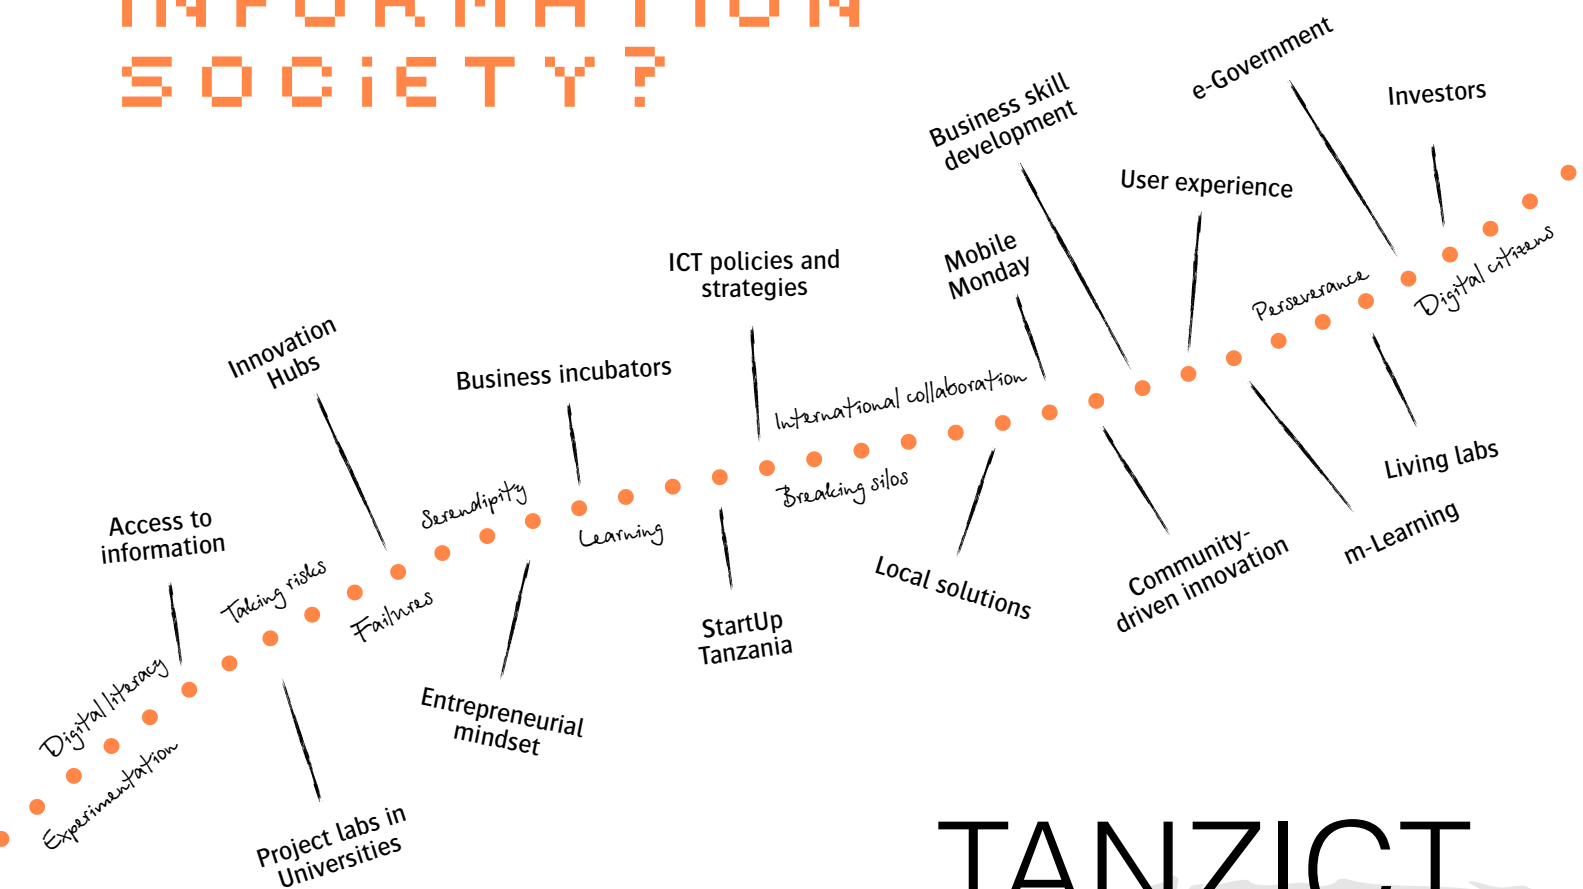 INFORMATION
SOCiETY?
e-Government
Investors
Business skill
development
User experience
Mobile
Monday
ICT policies and
strategies
Innovation
Hubs
Business incubators
Access to
information
Digital literacy
Experimentation
Taking risks
Failures
Serendipity
Learning
International collaboration
Breaking silos
Perseverance
Digital citizens
Project labs in
Universities
Entrepreneurial
mindset
StartUp
Tanzania
Local solutions
Community-
driven innovation
m-Learning
Living labs
TANZICT